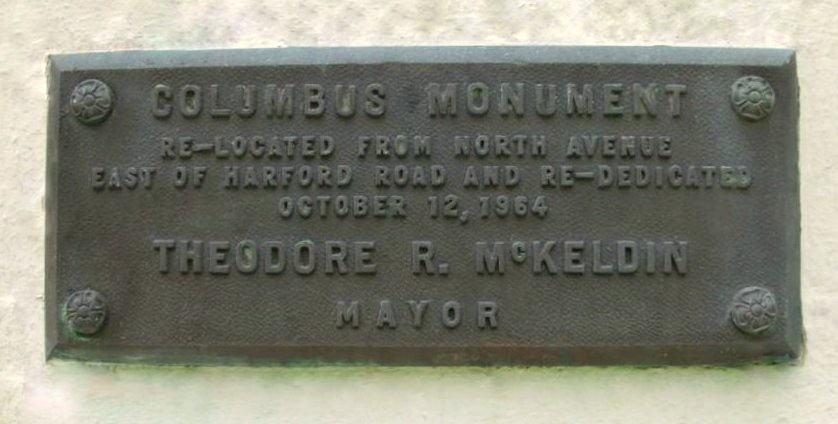 COLUMBUS MONUMENT
RE-LOCATED FROM NORTH AVENUE
EAST OF HARFORD ROAD AND RE-DEDICATED
OCTOBER 12, 1964
THEODORE R. McKELDIN
MAYOR